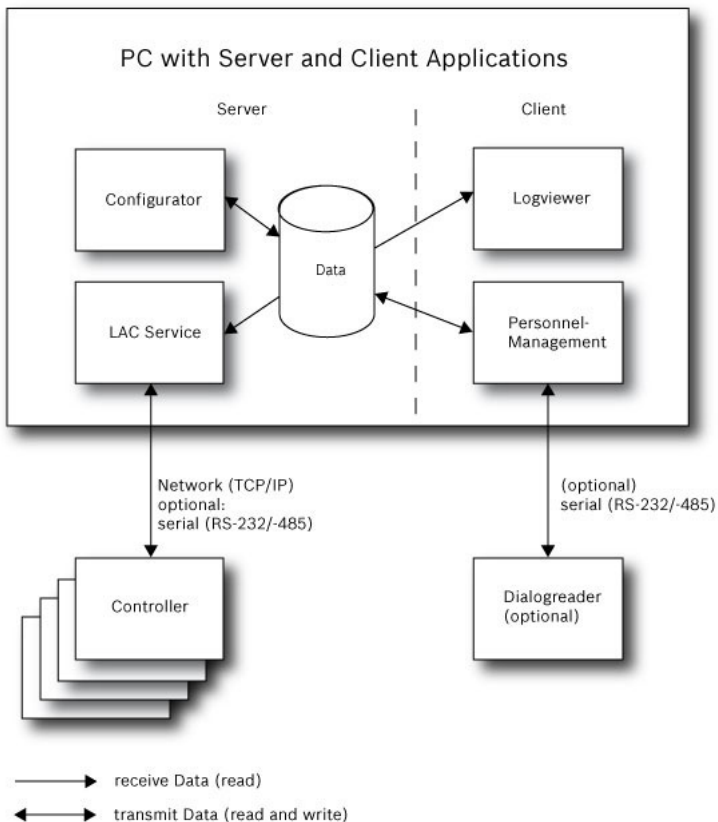 PC with Server and Client Applications
Server
Client
Configurator
Logviewer
Data
LAC Service
Personnel-
Management
Network (TCP/IP)
optional:
serial (RS-232/-485)
(optional)
serial (RS-232/-485)
Controller
Dialogreader
(optional)
receive Data (read)
transmit Data (read and write)